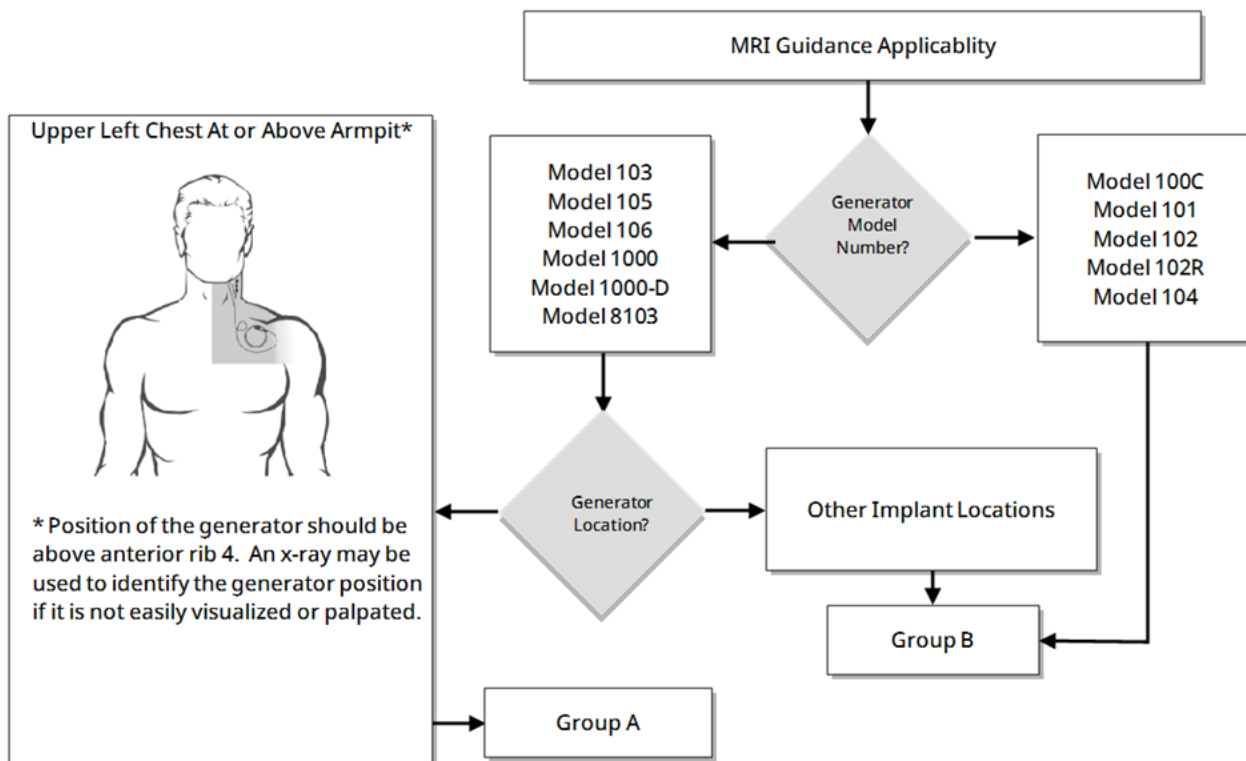 MRI Guidance Applicablity
Upper Left Chest At or Above Armpit*
Model 103
Model 105
Model 106
Model 1000
Model 1000-D
Model 8103
Generator
Model
Number?
Model 100C
Model 101
Model 102
Model 102R
Model 104
Generator
Location?
Other Implant Locations
* Position of the generator should be
above anterior rib 4. An x-ray may be
used to identify the generator position
if it is not easily visualized or palpated.
Group B
Group A